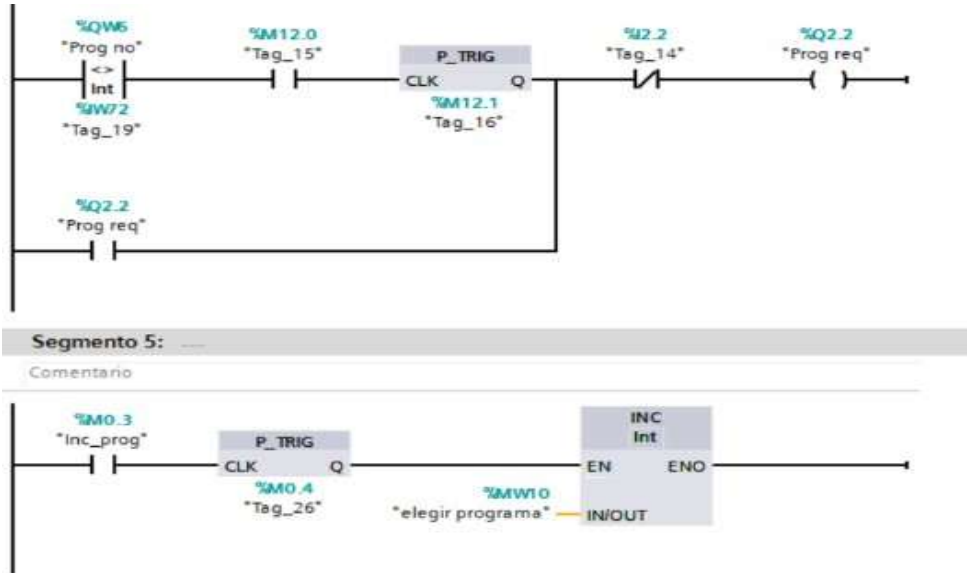 %QW6
"Prog no"
<>
Int
%IW72
"Tag_19"
%M12.0
"Tag_15"
P_TRIG
CLK Q
%M12.1
"Tag_16"
%I2.2
"Tag_14"
%Q2.2
"Prog req"
%Q2.2
"Prog req"
Segmento 5: ....
Comentario
%M0.3
"Inc_prog"
P_TRIG
CLK Q
%M0.4
"Tag_26"
INC
Int
EN ENO
%MW10
"elegir programa"
IN/OUT